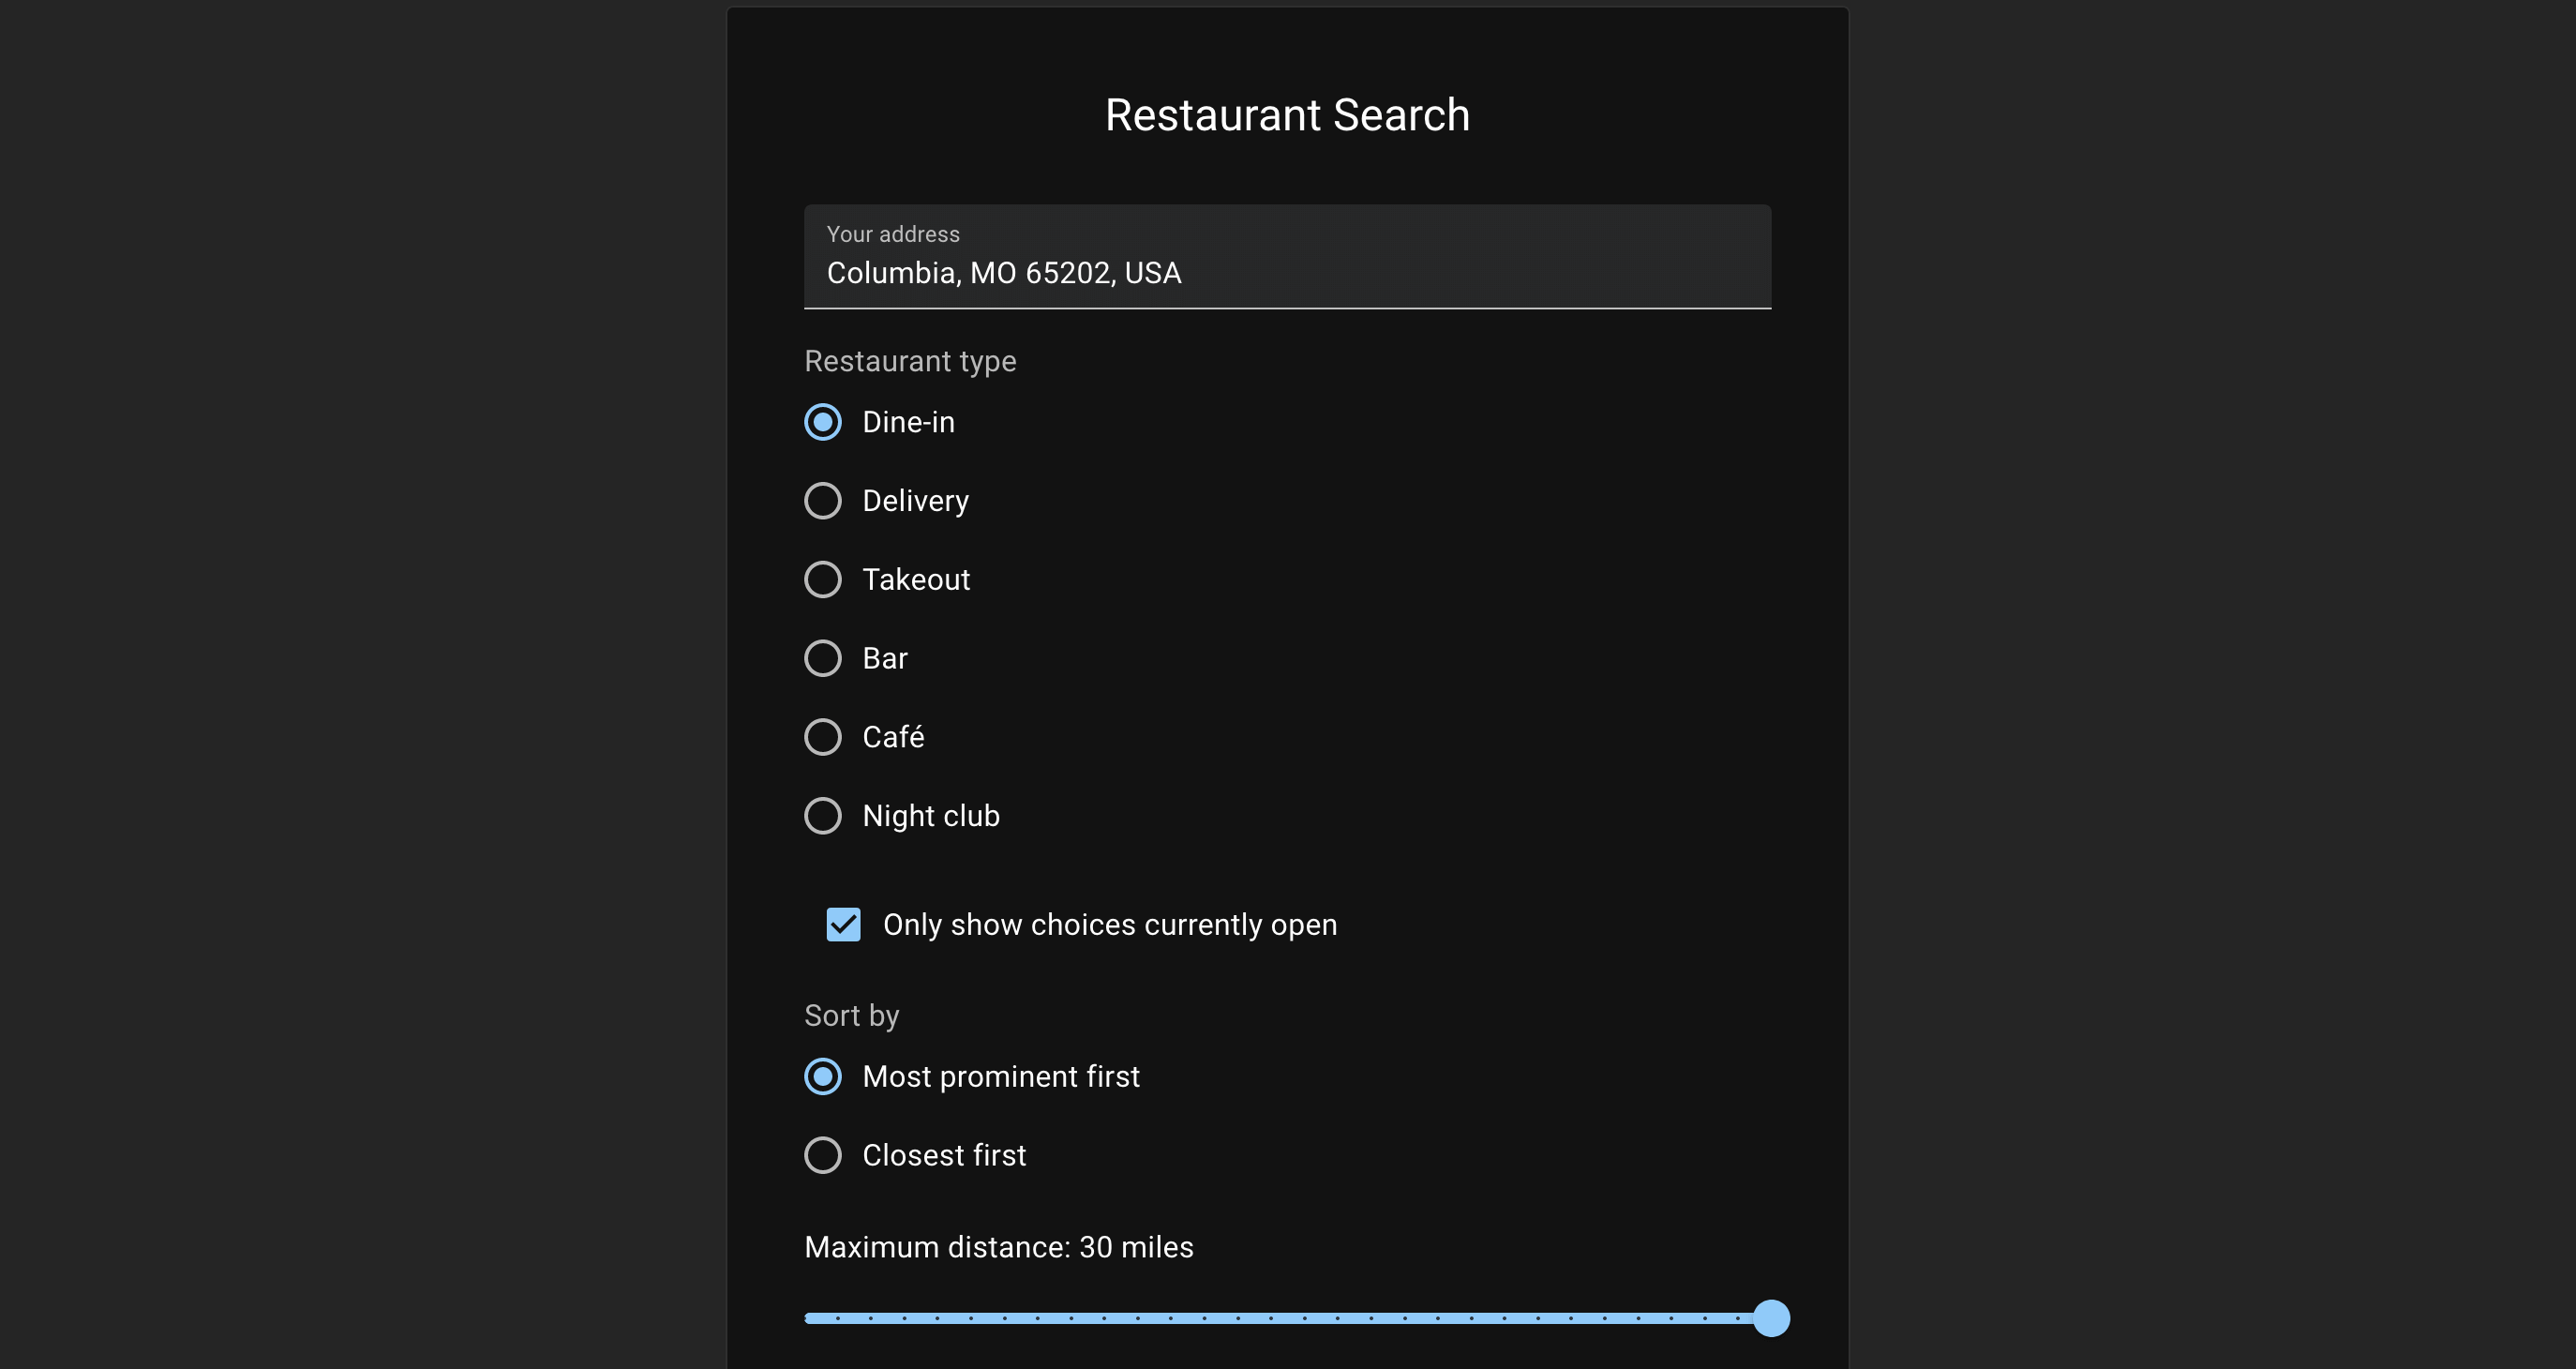 Restaurant Search
Your address
Columbia, MO 65202, USA
Restaurant type
Dine-in
Delivery
Takeout
Bar
Café
Night club
Only show choices currently open
Sort by
Most prominent first
Closest first
Maximum distance: 30 miles